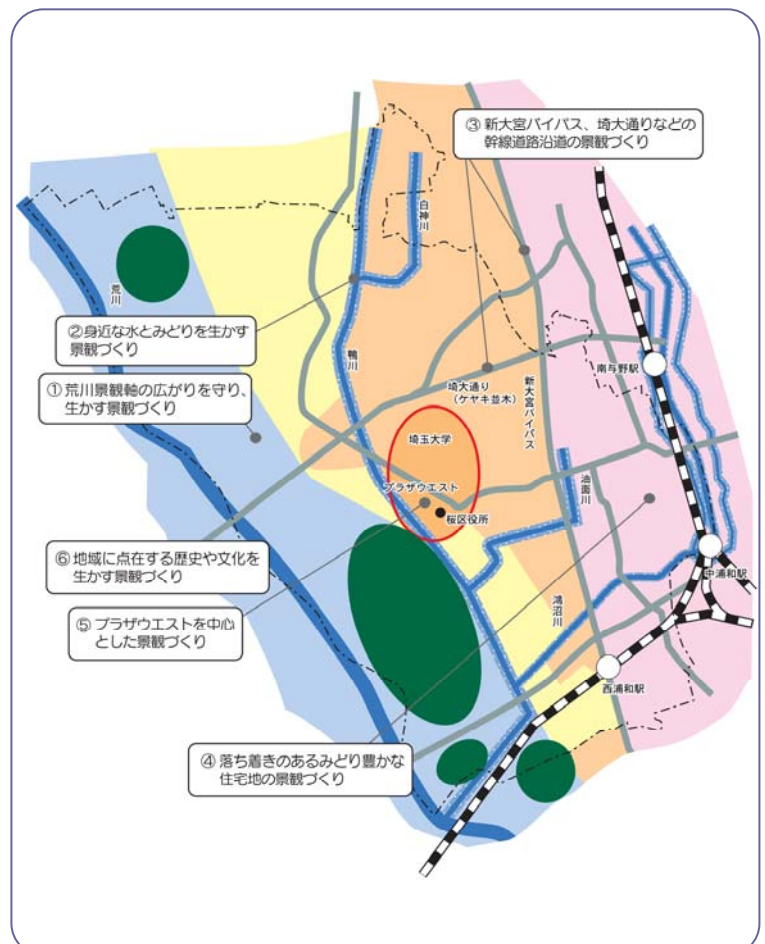 ③ 新大宮バイパス、埼大通りなどの
幹線道路沿道の景観づくり
白神川
荒川
② 身近な水とみどりを生かす
景観づくり
鴨川
南与野駅
① 荒川景観軸の広がりを守り、
生かす景観づくり
埼大通り
（ケヤキ並木）
新大宮バイパス
埼玉大学
プラザウエスト
油面川
桜区役所
中浦和駅
⑥ 地域に点在する歴史や文化を
生かす景観づくり
鴻沼川
⑤ プラザウエストを中心
とした景観づくり
西浦和駅
④ 落ち着きのあるみどり豊かな
住宅地の景観づくり